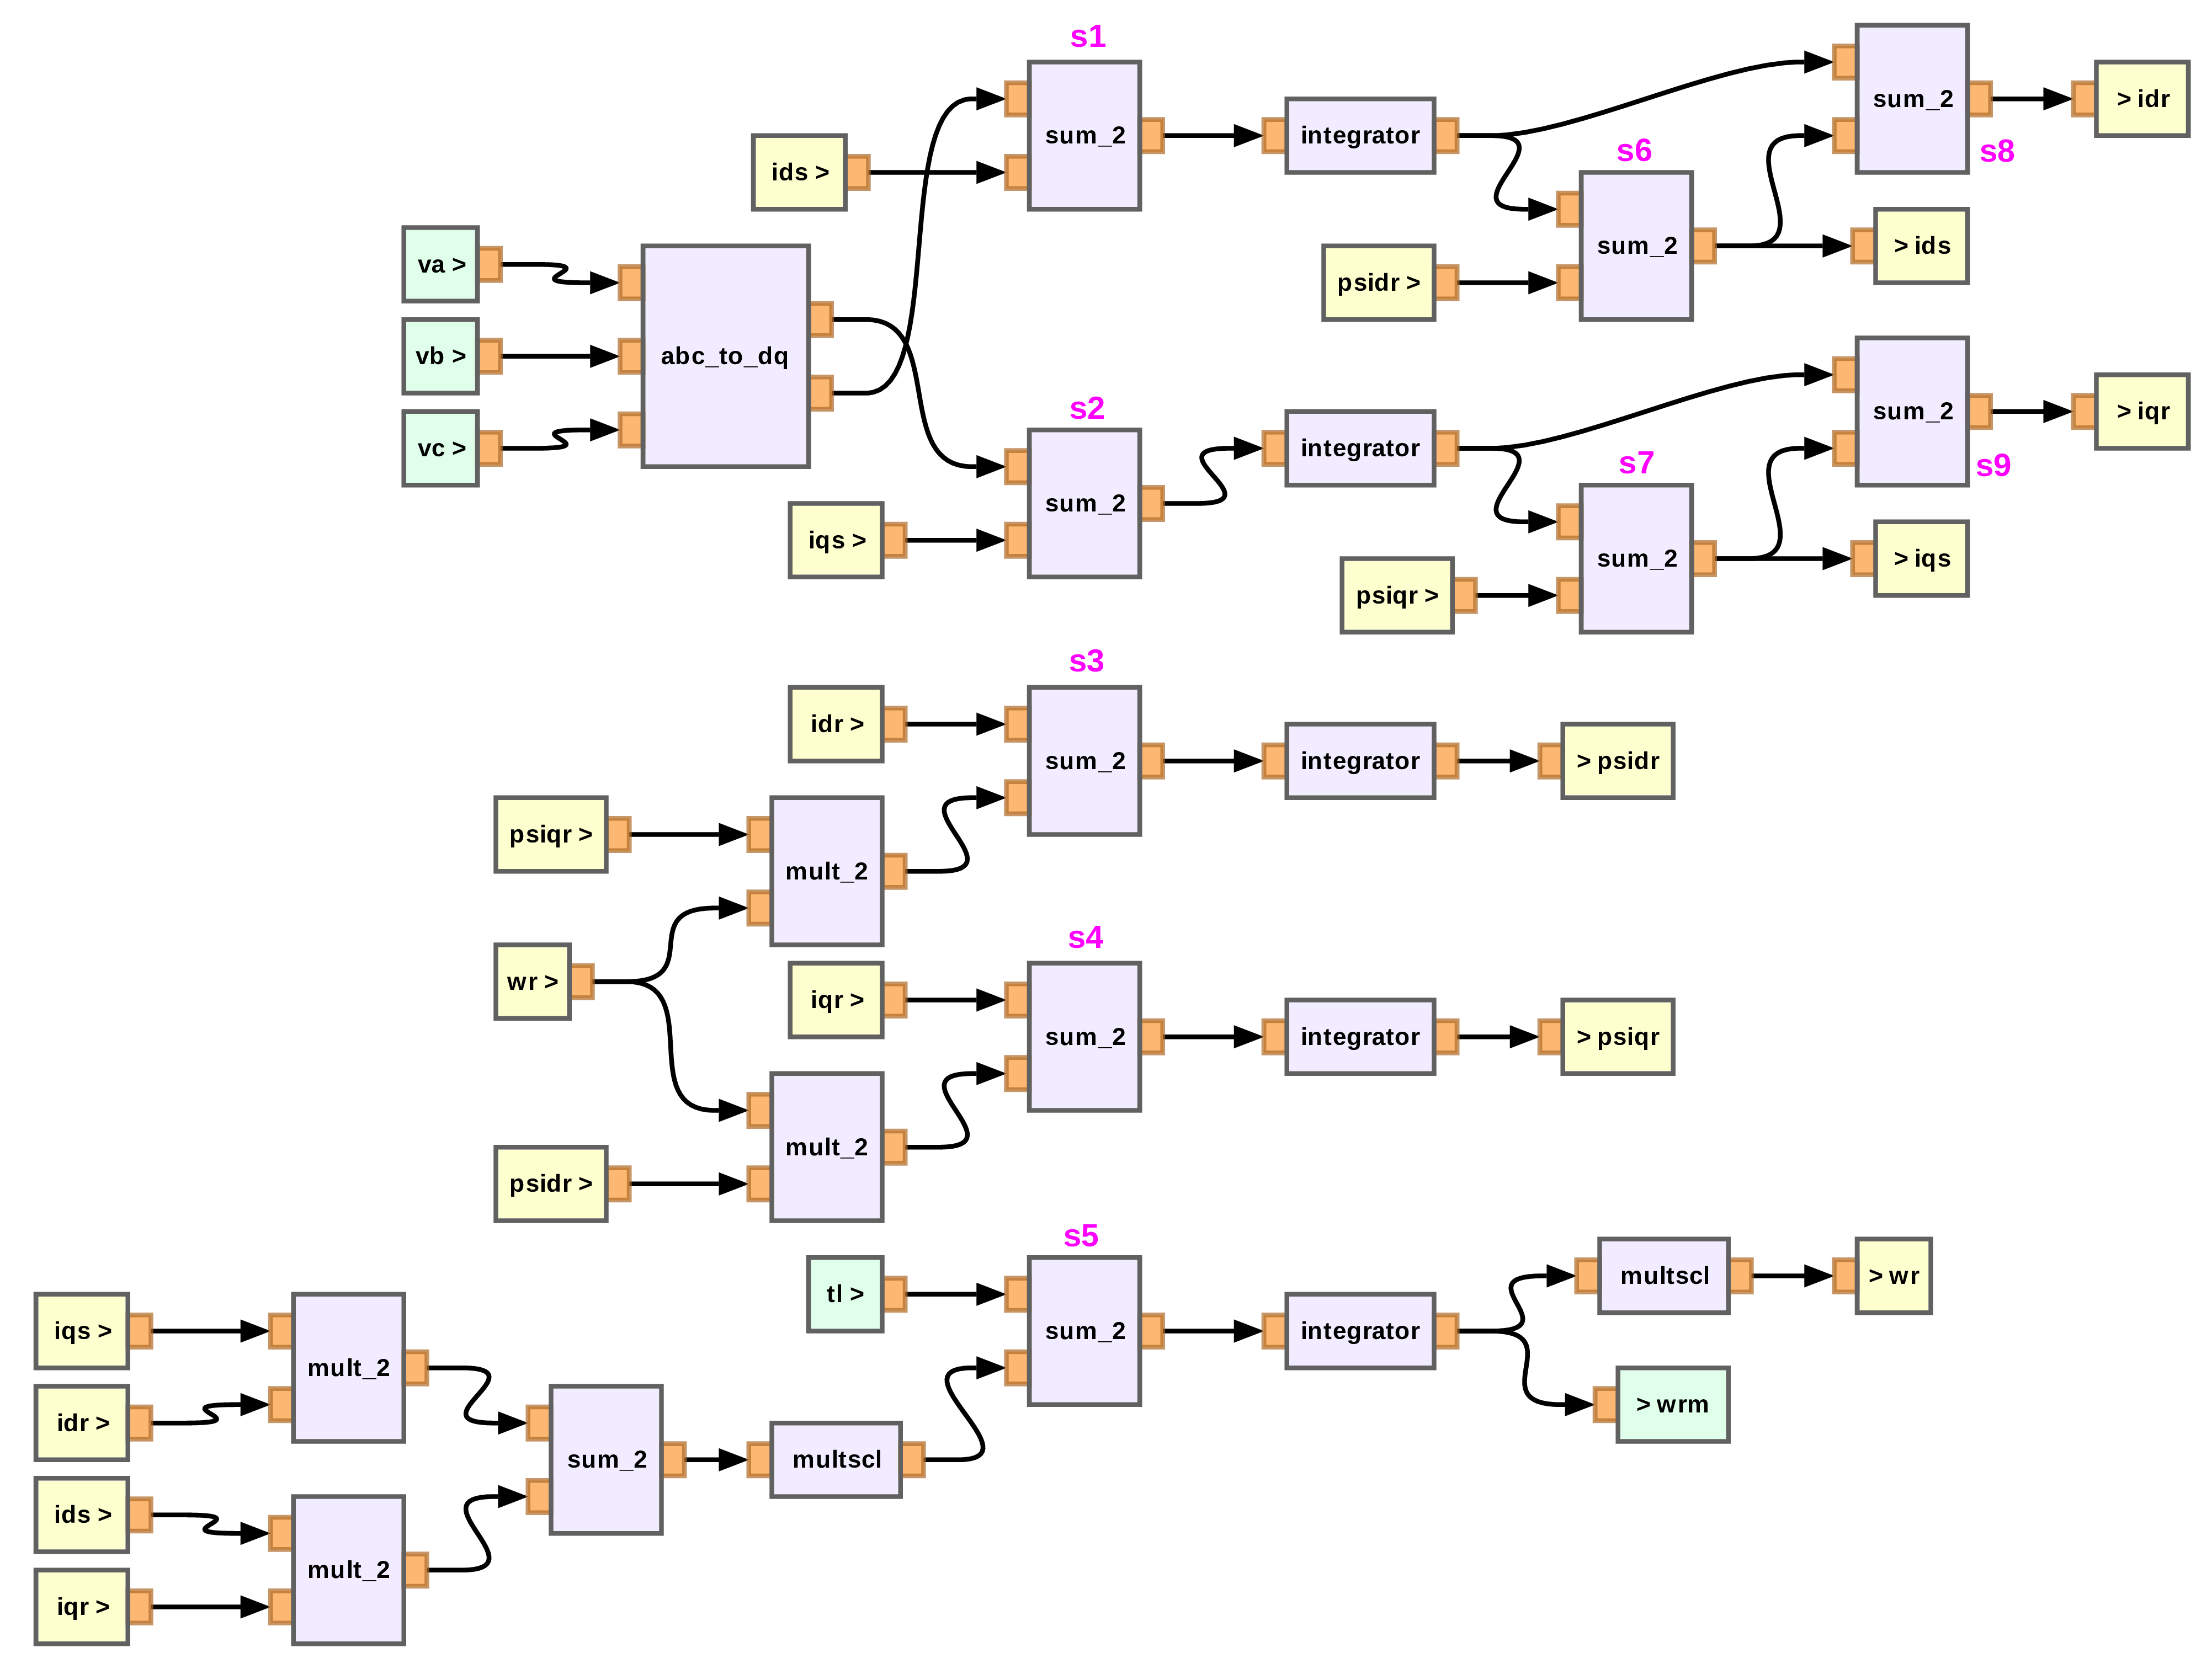 s1
sum_2
ids >
integrator
s6
sum_2
s8
> idr
sum_2
psidr >
> ids
va >
vb >
vc >
abc_to_dq
s2
sum_2
iqs >
integrator
s7
sum_2
s9
> iqr
sum_2
psiqr >
> iqs
s3
idr >
sum_2
integrator
> psidr
psiqr >
mult_2
wr >
s4
iqr >
sum_2
integrator
> psiqr
mult_2
psidr >
s5
tl >
sum_2
integrator
multscl
> wr
> wrm
iqs >
idr >
mult_2
sum_2
multscl
ids >
iqr >
mult_2